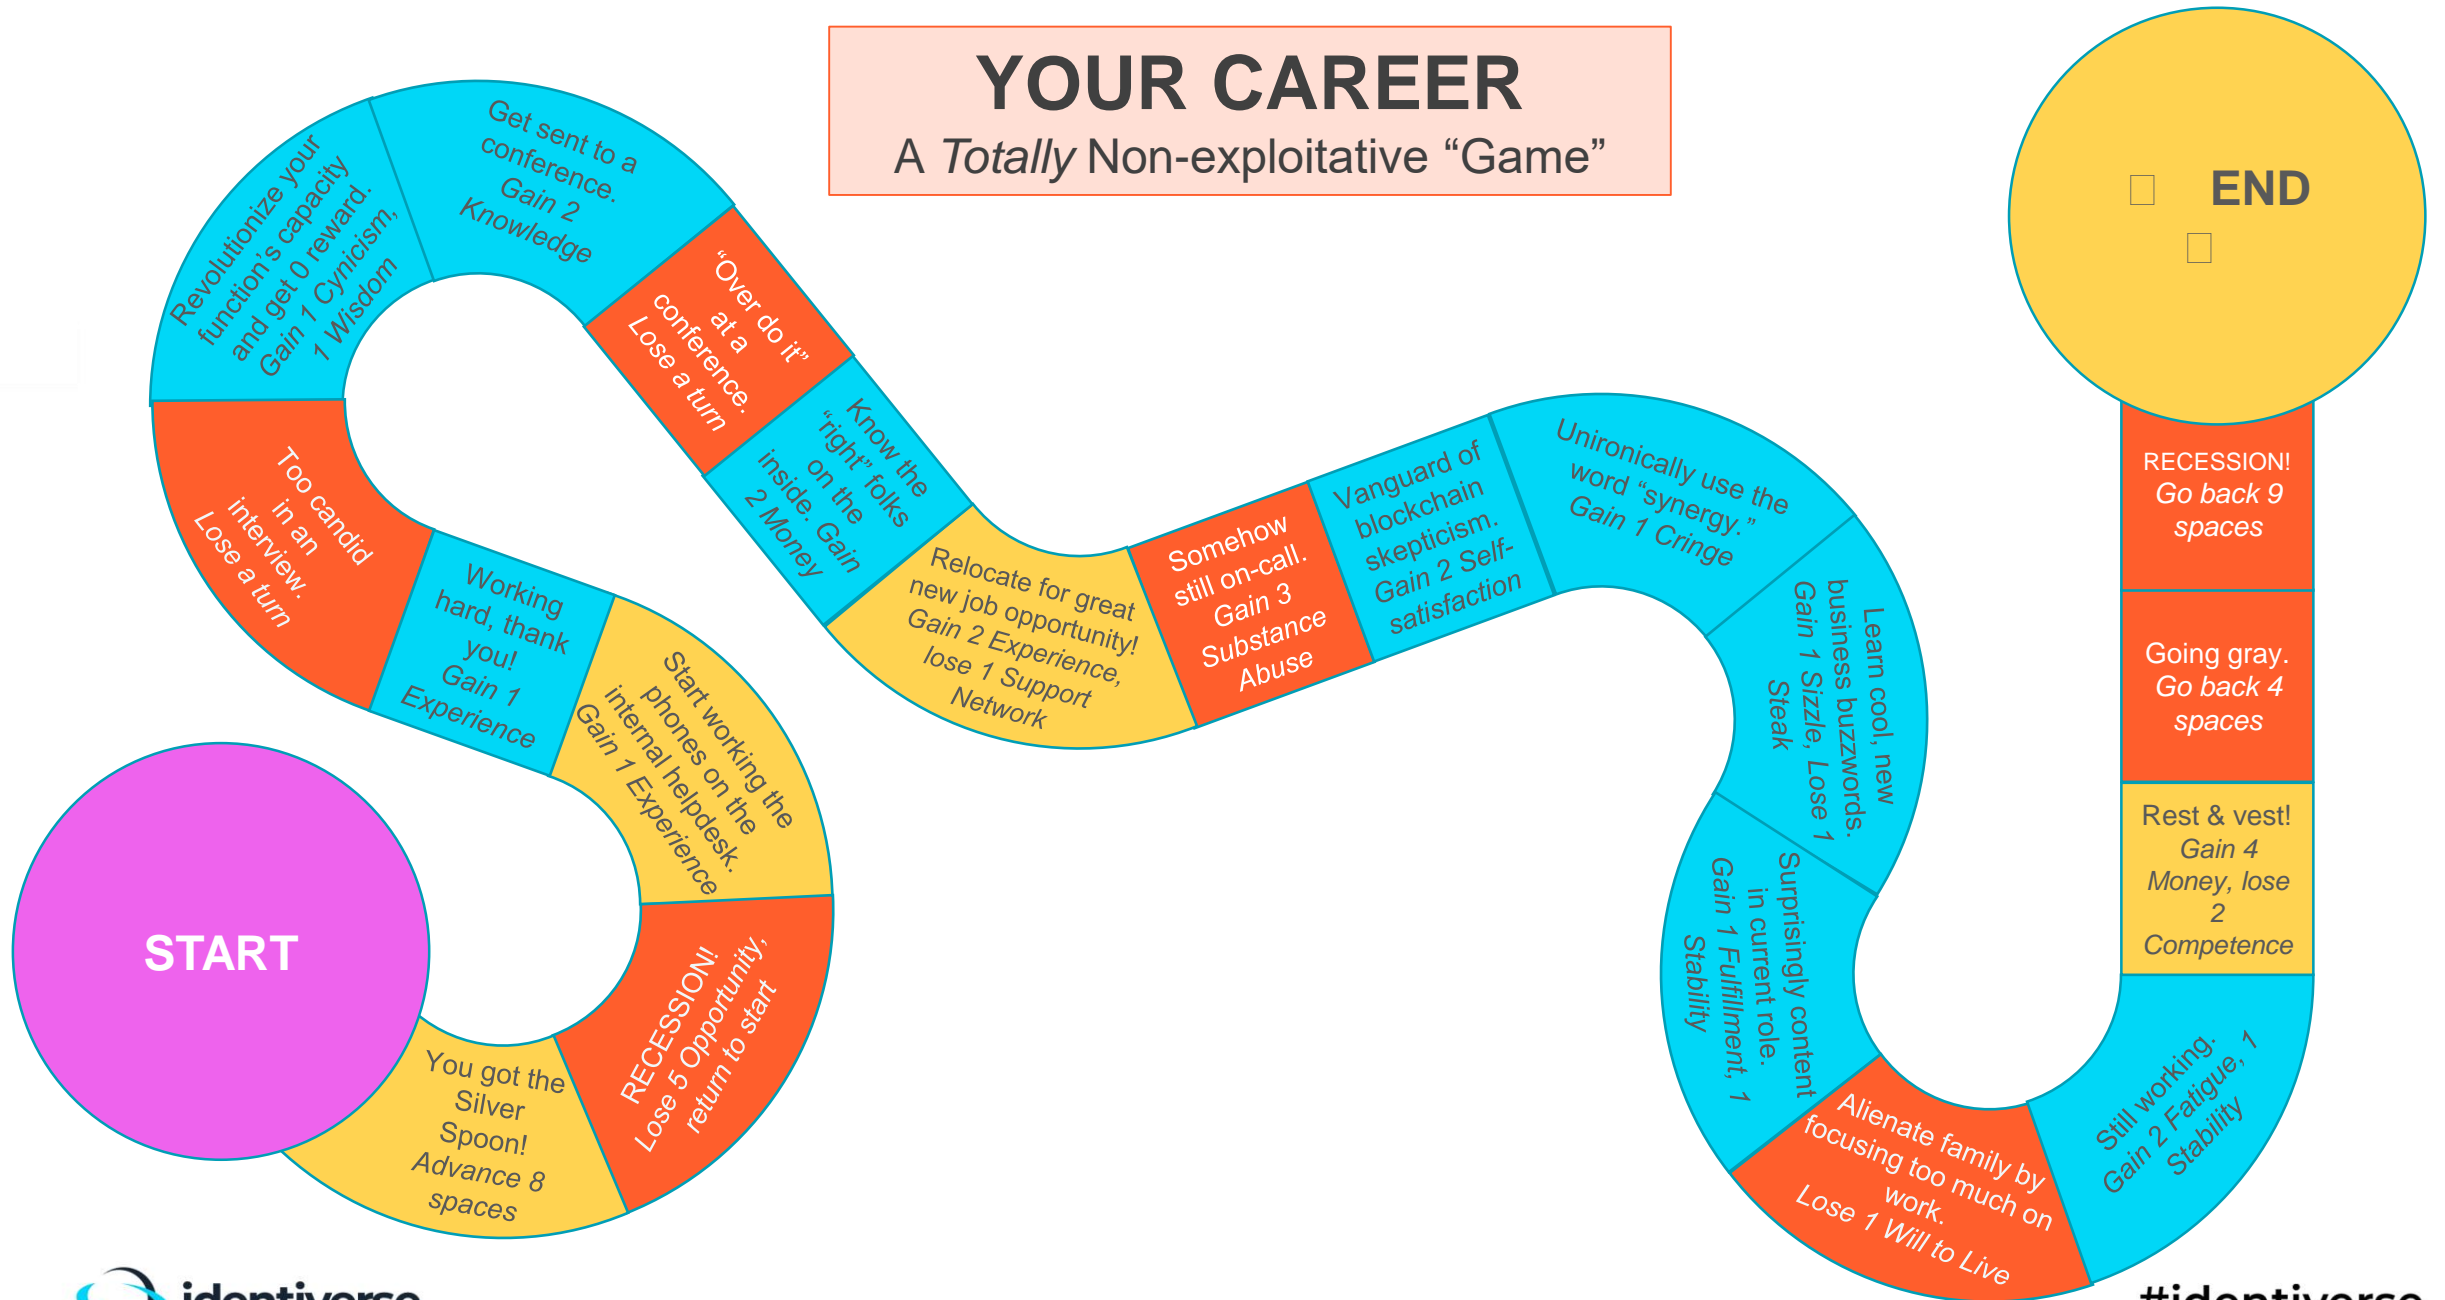 YOUR CAREER
A Totally Non-exploitative “Game”
START
You got the
Silver
Spoon!
Advance 8
spaces
RECESSION!
Lose 5 Opportunity,
return to start
Start working the
phones on the
internal helpdesk.
Gain 1 Experience
Working
hard, thank
you!
Gain 1
Experience
Too candid
in an
interview.
Lose a turn
Revolutionize your
function’s capacity
and get 0 reward.
Gain 1 Cynicism,
1 Wisdom
Get sent to a
conference.
Gain 2
Knowledge
“Over do it”
at a
conference.
Lose a turn
Know the
“right” folks
on the
inside. Gain
2 Money
Relocate for great
new job opportunity!
Gain 2 Experience,
lose 1 Support
Network
Somehow
still on-call.
Gain 3
Substance
Abuse
Vanguard of
blockchain
skepticism.
Gain 2 Self-
satisfaction
Unironically use the
word “synergy.”
Gain 1 Cringe
Learn cool, new
business buzzwords.
Gain 1 Sizzle, Lose 1
Steak
Surprisingly content
in current role.
Gain 1 Fulfillment, 1
Stability
Alienate family by
focusing too much on
work.
Lose 1 Will to Live
Still working.
Gain 2 Fatigue, 1
Stability
Rest & vest!
Gain 4
Money, lose
2
Competence
Going gray.
Go back 4
spaces
RECESSION!
Go back 9
spaces
END
identiverse
#identiverse